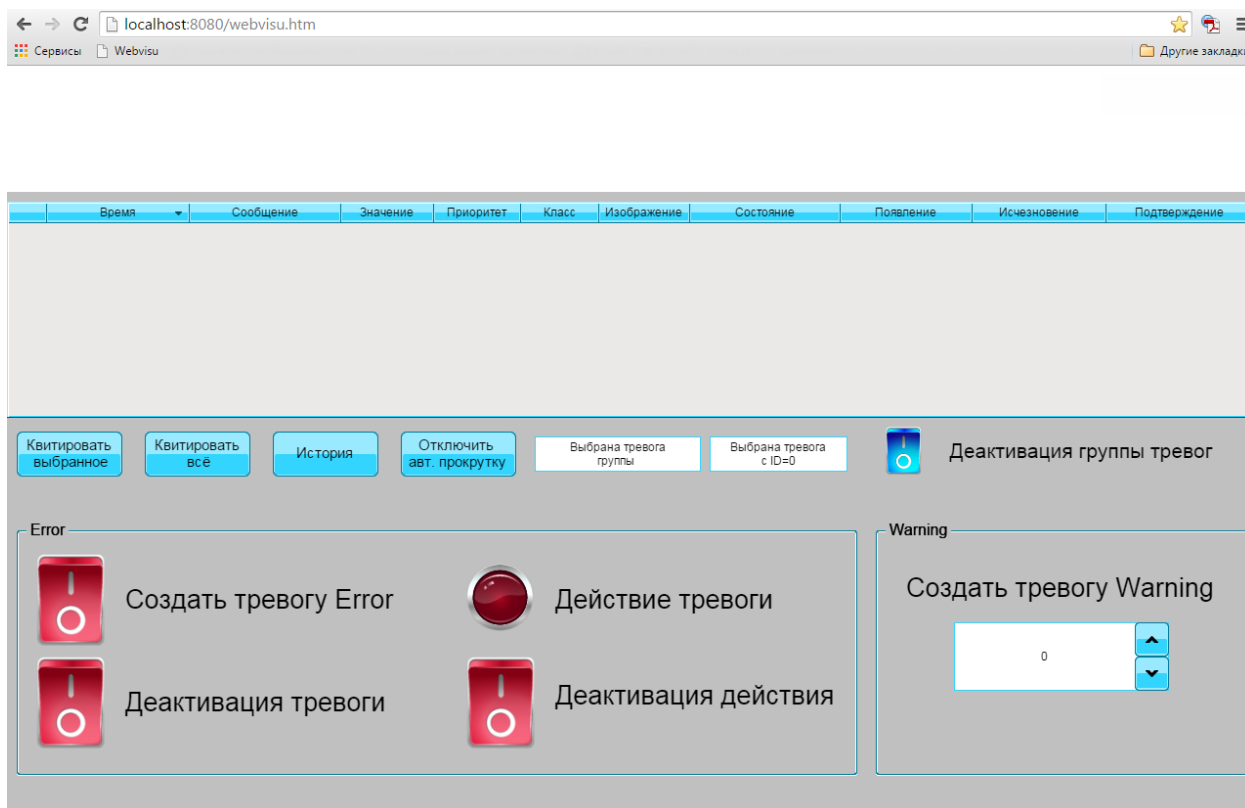 localhost:8080/webvisu.htm
Сервисы Webvisu Другие закладки
Время Сообщение Значение Приоритет Класс Изображение Состояние Появление Исчезновение Подтверждение
Квитировать
выбранное
Квитировать
всё
История
Отключить
авт. прокрутку
Выбрана тревога
группы
Выбрана тревога
с ID=0
Деактивация группы тревог
Error
Создать тревогу Error
Действие тревоги
Деактивация тревоги
Деактивация действия
Warning
Создать тревогу Warning
0